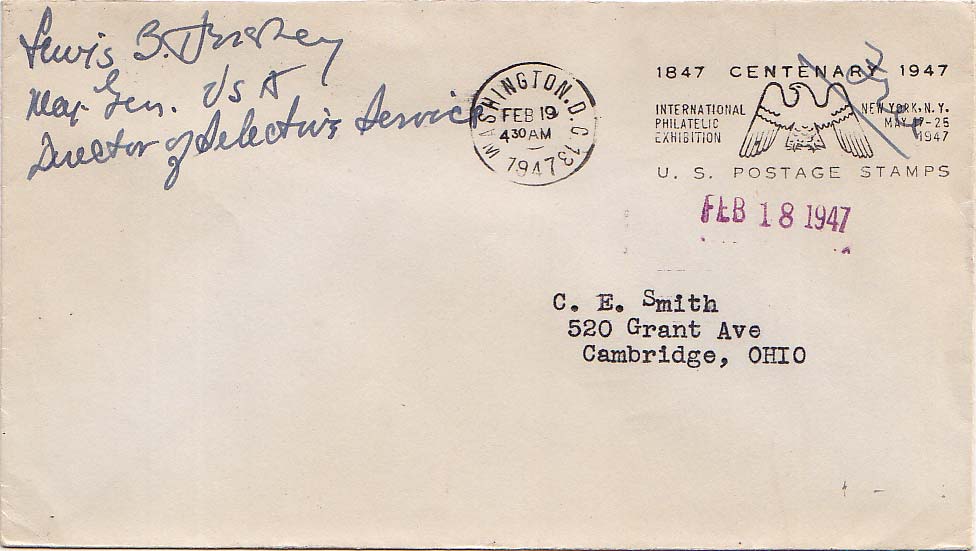 Lewis B. Hershey
Maj. Gen. USA
Director of Selective Service
WASHINGTON, D.C. 13
FEB 19
4 30 AM
1947
1847 CENTENARY 1947
INTERNATIONAL
PHILATELIC
EXHIBITION
NEW YORK, N.Y.
MAY 17-25
1947
U. S. POSTAGE STAMPS
FEB 18 1947
C. E. Smith
520 Grant Ave
Cambridge, OHIO